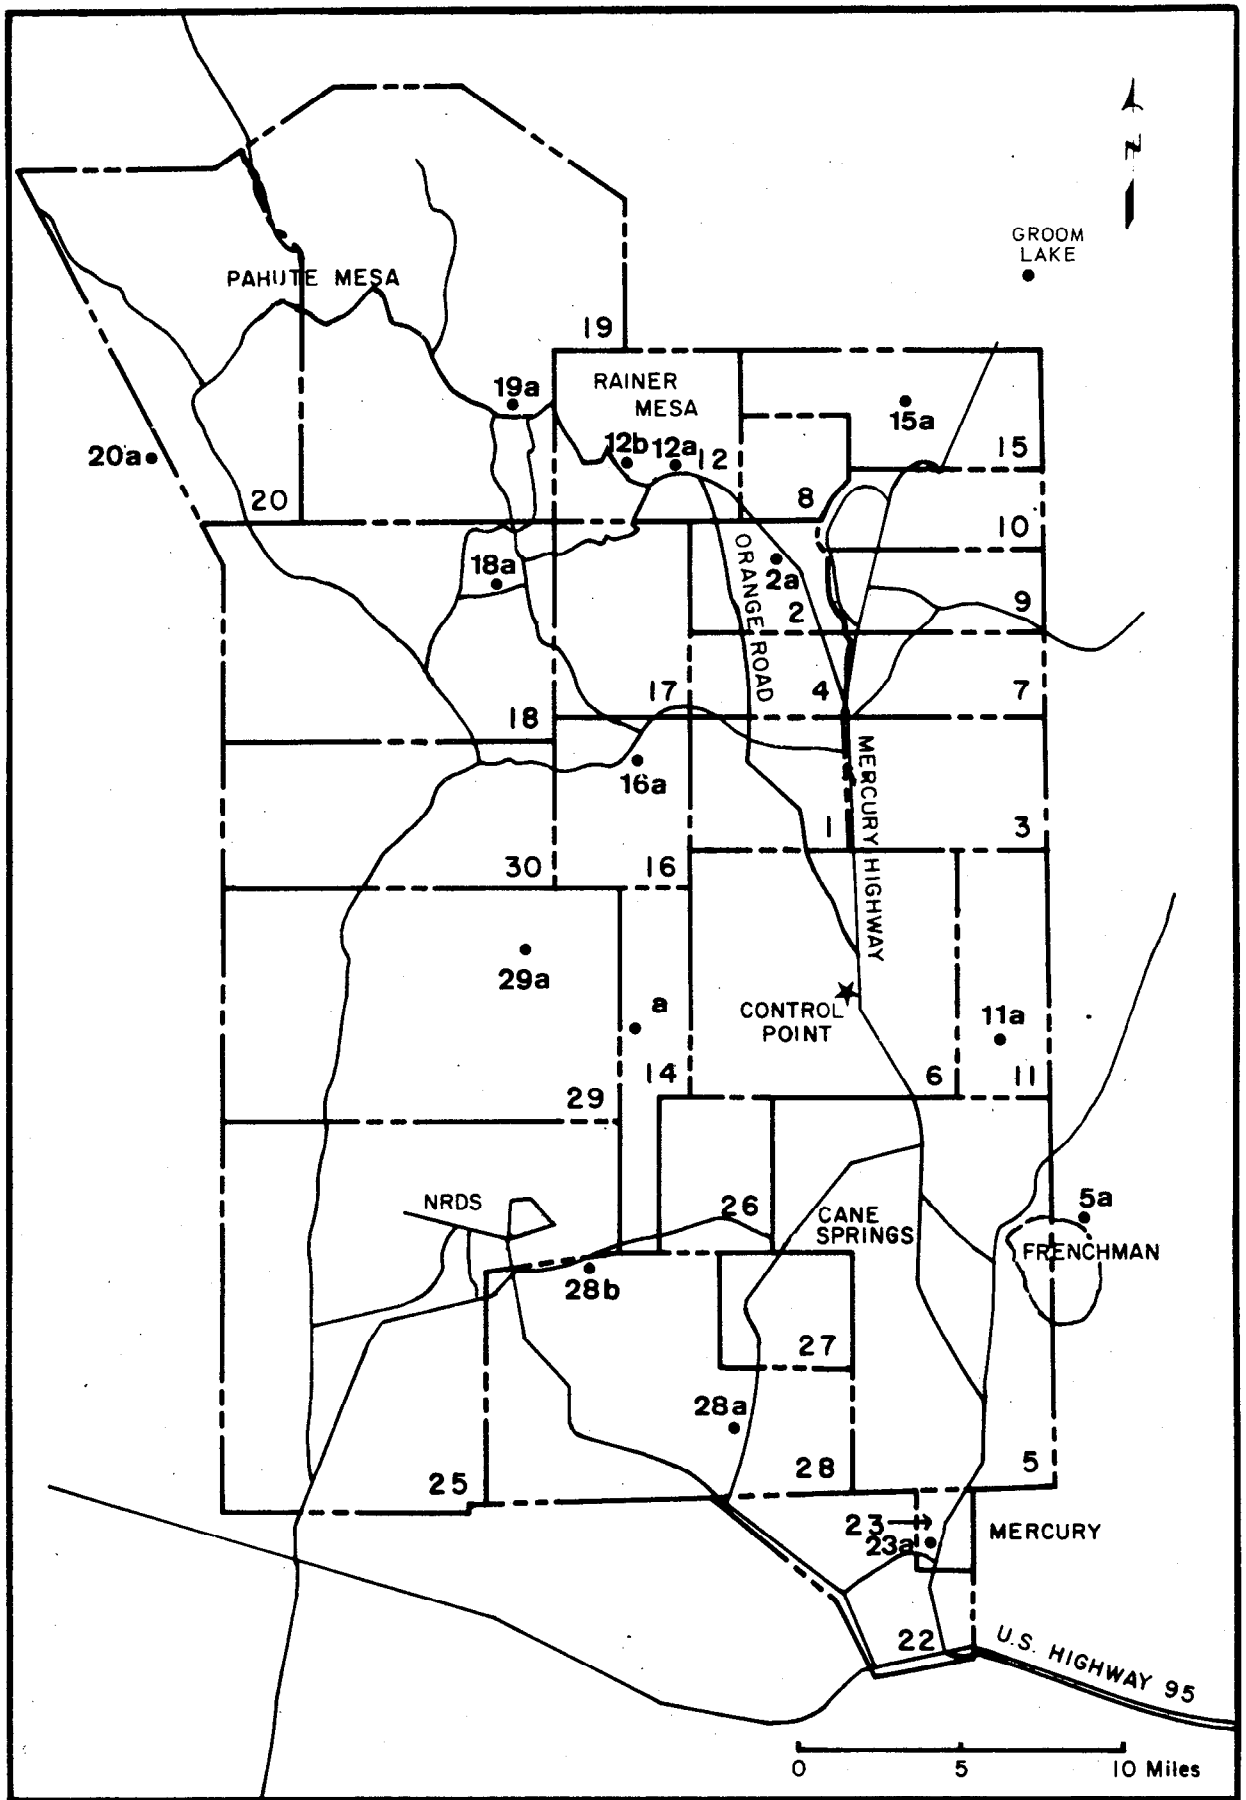 N
GROOM
LAKE
PAHUTE MESA
19
RAINER
MESA
19a
15a
12b
12a
12
15
20a
20
8
10
ORANGE ROAD
18a
2a
2
9
17
4
7
18
MERCURY HIGHWAY
16a
1
3
30
16
29a
a
CONTROL
POINT
11a
14
6
11
29
NRDS
26
CANE
SPRINGS
5a
FRENCHMAN
28b
27
28a
25
28
5
23
23a
MERCURY
22
U.S. HIGHWAY 95
0 5 10 Miles